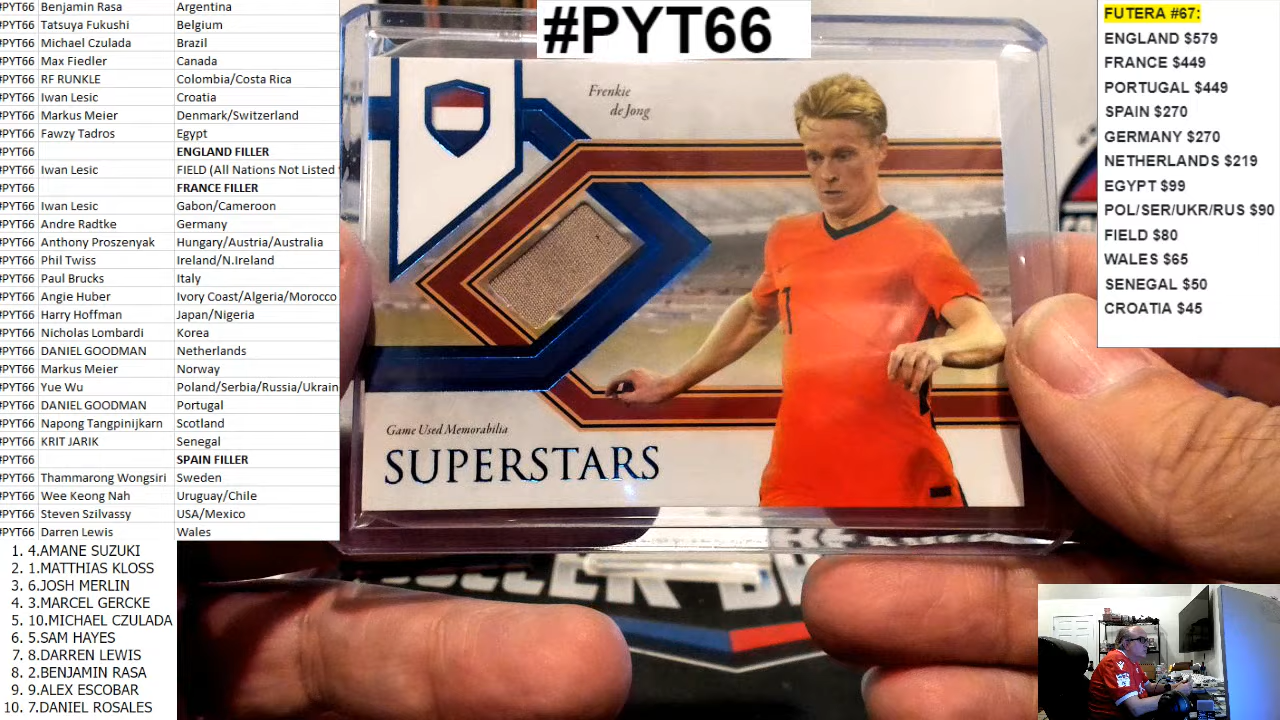 #PYT66 Benjamin Rasa Argentina
#PYT66 Tatsuya Fukushi Belgium
#PYT66 Michael Czulada Brazil
#PYT66 Max Fiedler Canada
#PYT66 RF RUNKLE Colombia/Costa Rica
#PYT66 Iwan Lesic Croatia
#PYT66 Markus Meier Denmark/Switzerland
#PYT66 Fawzy Tadros Egypt
#PYT66 ENGLAND FILLER
#PYT66 Iwan Lesic FIELD (All Nations Not Listed
#PYT66 FRANCE FILLER
#PYT66 Iwan Lesic Gabon/Cameroon
#PYT66 Andre Radtke Germany
#PYT66 Anthony Proszenyak Hungary/Austria/Australia
#PYT66 Phil Twiss Ireland/N.Ireland
#PYT66 Paul Brucks Italy
#PYT66 Angie Huber Ivory Coast/Algeria/Morocco
#PYT66 Harry Hoffman Japan/Nigeria
#PYT66 Nicholas Lombardi Korea
#PYT66 DANIEL GOODMAN Netherlands
#PYT66 Markus Meier Norway
#PYT66 Yue Wu Poland/Serbia/Russia/Ukrain
#PYT66 DANIEL GOODMAN Portugal
#PYT66 Napong Tangpinijkarn Scotland
#PYT66 KRIT JARIK Senegal
#PYT66 SPAIN FILLER
#PYT66 Thammarong Wongsiri Sweden
#PYT66 Wee Keong Nah Uruguay/Chile
#PYT66 Steven Szilvassy USA/Mexico
#PYT66 Darren Lewis Wales
1. 4.AMANE SUZUKI
2. 1.MATTHIAS KLOSS
3. 6.JOSH MERLIN
4. 3.MARCEL GERCKE
5. 10.MICHAEL CZULADA
6. 5.SAM HAYES
7. 8.DARREN LEWIS
8. 2.BENJAMIN RASA
9. 9.ALEX ESCOBAR
10. 7.DANIEL ROSALES
#PYT66
Frenkie
de Jong
Game Used Memorabilia
SUPERSTARS
FUTERA #67:
ENGLAND $579
FRANCE $449
PORTUGAL $449
SPAIN $270
GERMANY $270
NETHERLANDS $219
EGYPT $99
POL/SER/UKR/RUS $90
FIELD $80
WALES $65
SENEGAL $50
CROATIA $45